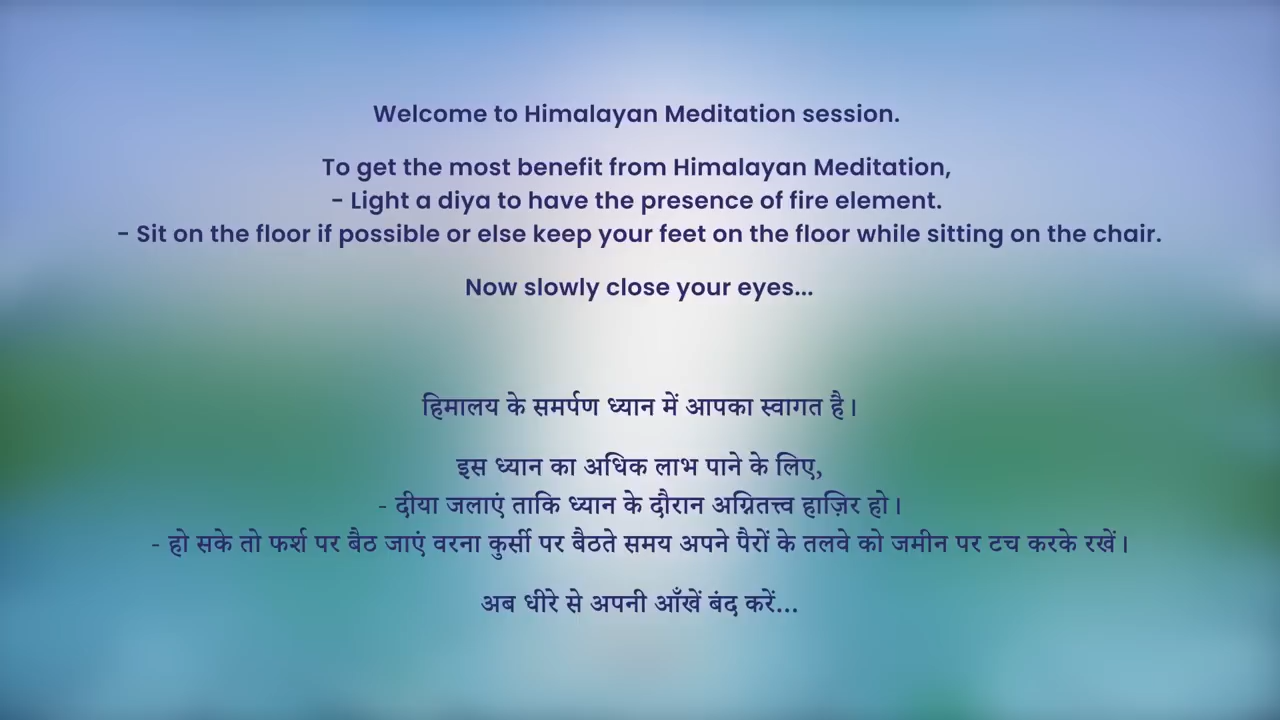 Welcome to Himalayan Meditation session.
To get the most benefit from Himalayan Meditation,
- Light a diya to have the presence of fire element.
- Sit on the floor if possible or else keep your feet on the floor while sitting on the chair.
Now slowly close your eyes...
हिमालय के समर्पण ध्यान में आपका स्वागत है।
इस ध्यान का अधिक लाभ पाने के लिए,
- दीया जलाएं ताकि ध्यान के दौरान अग्नितत्त्व हाज़िर हो।
- हो सके तो फर्श पर बैठ जाएं वरना कुर्सी पर बैठते समय अपने पैरों के तलवे को जमीन पर टच करके रखें।
अब धीरे से अपनी आँखें बंद करें...